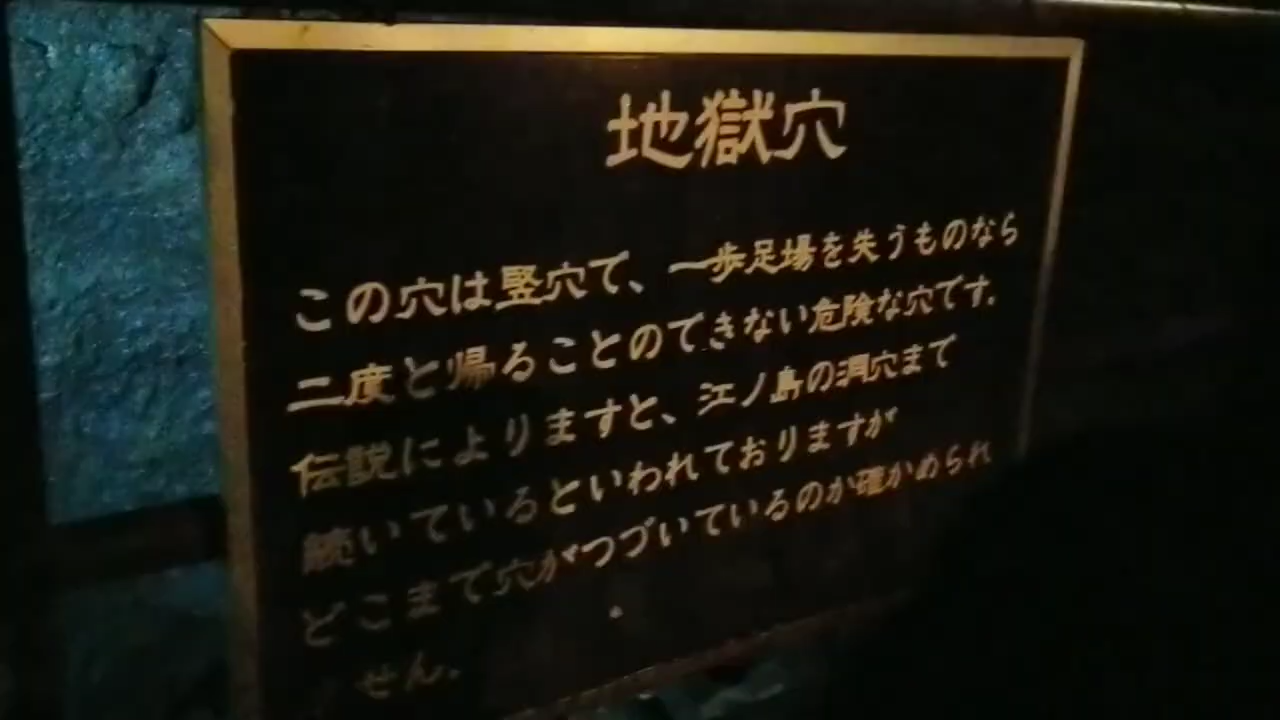 地獄穴
この穴は竪穴で、一歩足場を失うものなら
二度と帰ることのできない危険な穴です。
伝説によりますと、江ノ島の洞穴まで
続いているといわれておりますが
どこまで穴がつづいているのか確かめられ
せん。